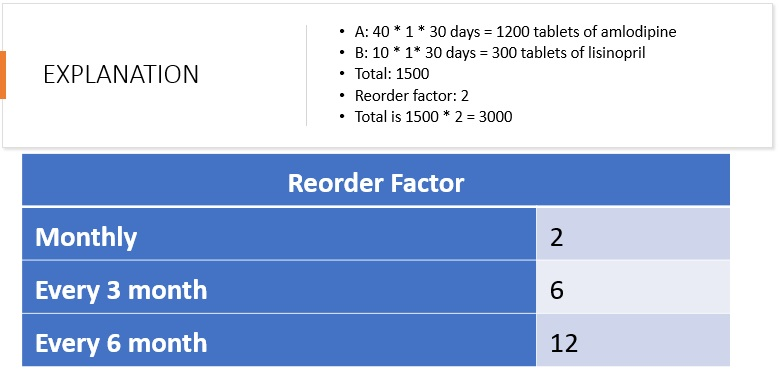 EXPLANATION
• A: 40 * 1 * 30 days = 1200 tablets of amlodipine
• B: 10 * 1* 30 days = 300 tablets of lisinopril
• Total: 1500
• Reorder factor: 2
• Total is 1500 * 2 = 3000
Reorder Factor
Monthly 2
Every 3 month 6
Every 6 month 12